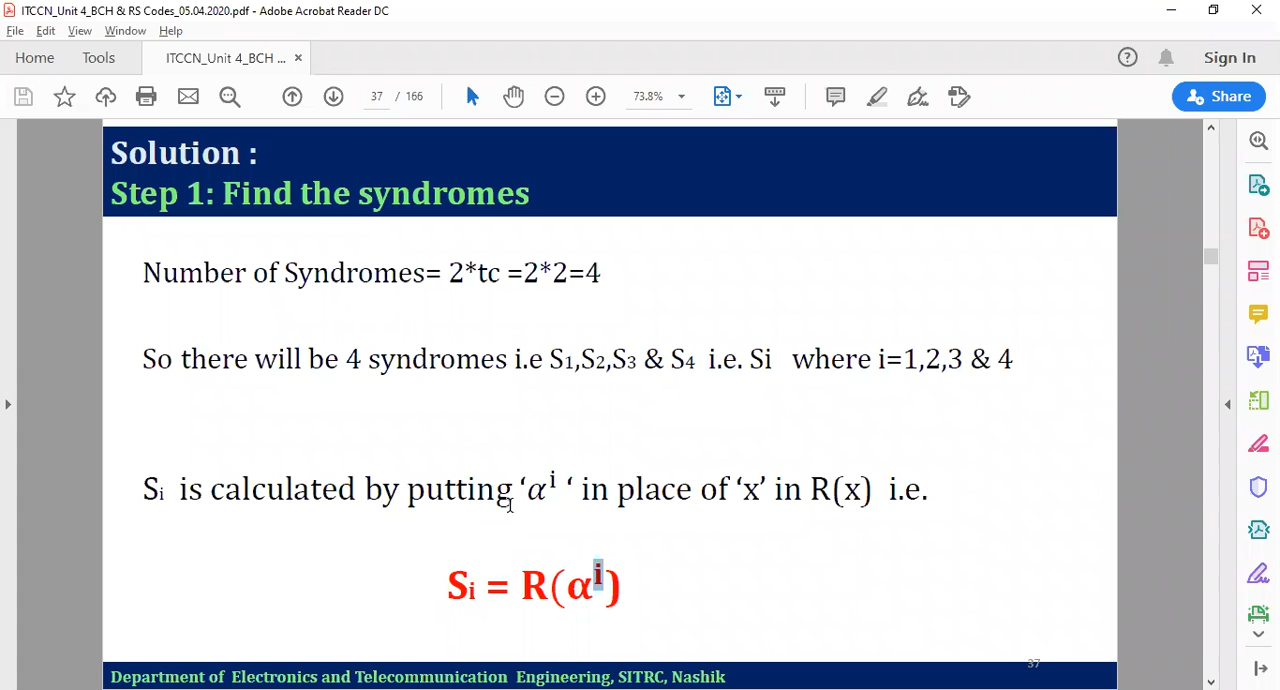 ITCCN_Unit 4_BCH & RS Codes_05.04.2020.pdf - Adobe Acrobat Reader DC
File Edit View Window Help
Home Tools ITCCN_Unit 4_BCH ... × Sign In
37 / 166 73.8% Share
Solution :
Step 1: Find the syndromes
Number of Syndromes= 2*tc =2*2=4
So there will be 4 syndromes i.e S₁,S₂,S₃ & S₄ i.e. Si where i=1,2,3 & 4
Sᵢ is calculated by putting ‘αⁱ ‘ in place of ‘x’ in R(x) i.e.
Sᵢ = R(αⁱ)
37
Department of Electronics and Telecommunication Engineering, SITRC, Nashik